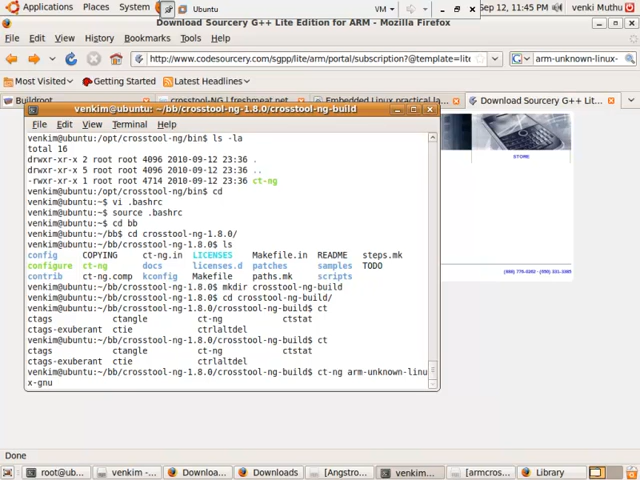 Applications Places System Ubuntu VM Sun Sep 12, 11:45 PM venki Muthu
Download Sourcery G++ Lite Edition for ARM - Mozilla Firefox
File Edit View History Bookmarks Tools Help
http://www.codesourcery.com/sgpp/lite/arm/portal/subscription?@template=lite
arm-unknown-linux-
Most Visited Getting Started Latest Headlines
Buildroot crosstool-NG | freshmeat.net Embedded Linux practical la Download Sourcery G++ Lite
venkim@ubuntu: ~/bb/crosstool-ng-1.8.0/crosstool-ng-build
File Edit View Terminal Help
venkim@ubuntu:/opt/crosstool-ng/bin$ ls -la
total 16
drwxr-xr-x 2 root root 4096 2010-09-12 23:36 .
drwxr-xr-x 5 root root 4096 2010-09-12 23:36 ..
-rwxr-xr-x 1 root root 4714 2010-09-12 23:36 ct-ng
venkim@ubuntu:/opt/crosstool-ng/bin$ cd
venkim@ubuntu:~$ vi .bashrc
venkim@ubuntu:~$ source .bashrc
venkim@ubuntu:~$ cd bb
venkim@ubuntu:~/bb$ cd crosstool-ng-1.8.0/
venkim@ubuntu:~/bb/crosstool-ng-1.8.0$ ls
config COPYING ct-ng.in LICENSES Makefile.in README steps.mk
configure ct-ng docs licenses.d patches samples TODO
contrib ct-ng.comp kconfig Makefile paths.mk scripts
venkim@ubuntu:~/bb/crosstool-ng-1.8.0$ mkdir crosstool-ng-build
venkim@ubuntu:~/bb/crosstool-ng-1.8.0$ cd crosstool-ng-build/
venkim@ubuntu:~/bb/crosstool-ng-1.8.0/crosstool-ng-build$ ct
ctags ctangle ct-ng ctstat
ctags-exuberant ctie ctrlaltdel
venkim@ubuntu:~/bb/crosstool-ng-1.8.0/crosstool-ng-build$ ct
ctags ctangle ct-ng ctstat
ctags-exuberant ctie ctrlaltdel
venkim@ubuntu:~/bb/crosstool-ng-1.8.0/crosstool-ng-build$ ct-ng arm-unknown-linu
x-gnu
STORE
Done
root@ub... venkim -... Downloa... Downloads [Angstro... venkim... [armcros... Library